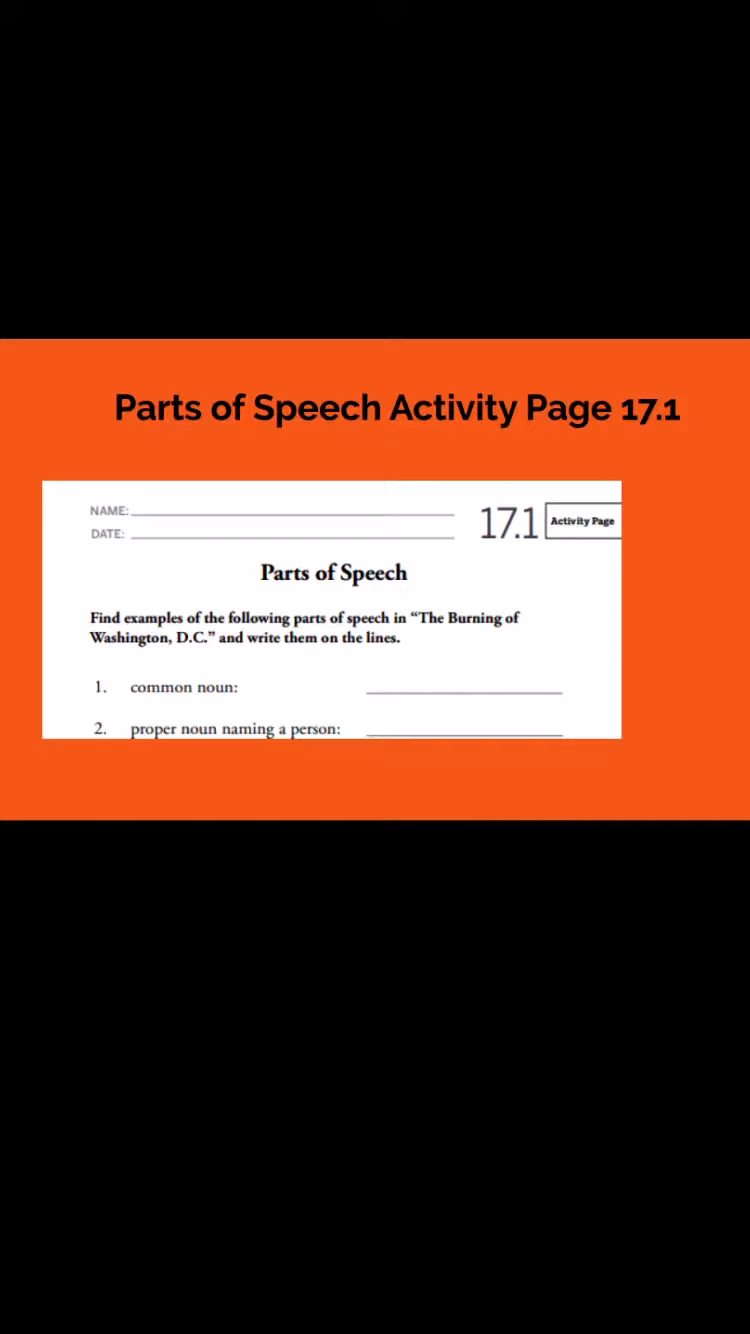 Parts of Speech Activity Page 17.1
NAME:
17.1
Activity Page
DATE:
Parts of Speech
Find examples of the following parts of speech in “The Burning of
Washington, D.C.” and write them on the lines.
1. common noun:
2. proper noun naming a person: